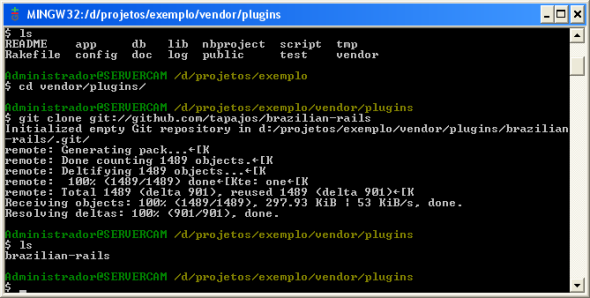 MINGW32:/d/projetos/exemplo/vendor/plugins
$ ls
README    app     db   lib  nbproject  script  tmp
Rakefile  config  doc  log  public     test    vendor
Administrador@SERVERCAM /d/projetos/exemplo
$ cd vendor/plugins/
Administrador@SERVERCAM /d/projetos/exemplo/vendor/plugins
$ git clone git://github.com/tapajos/brazilian-rails
Initialized empty Git repository in d:/projetos/exemplo/vendor/plugins/brazilian
-rails/.git/
remote: Generating pack...←[K
remote: Done counting 1489 objects.←[K
remote: Deltifying 1489 objects...←[K
remote:  100% (1489/1489) done←[Kte: one←[K
remote: Total 1489 (delta 901), reused 1489 (delta 901)←[K
Receiving objects: 100% (1489/1489), 297.93 KiB ¦ 53 KiB/s, done.
Resolving deltas: 100% (901/901), done.
Administrador@SERVERCAM /d/projetos/exemplo/vendor/plugins
$ ls
brazilian-rails
Administrador@SERVERCAM /d/projetos/exemplo/vendor/plugins
$ _